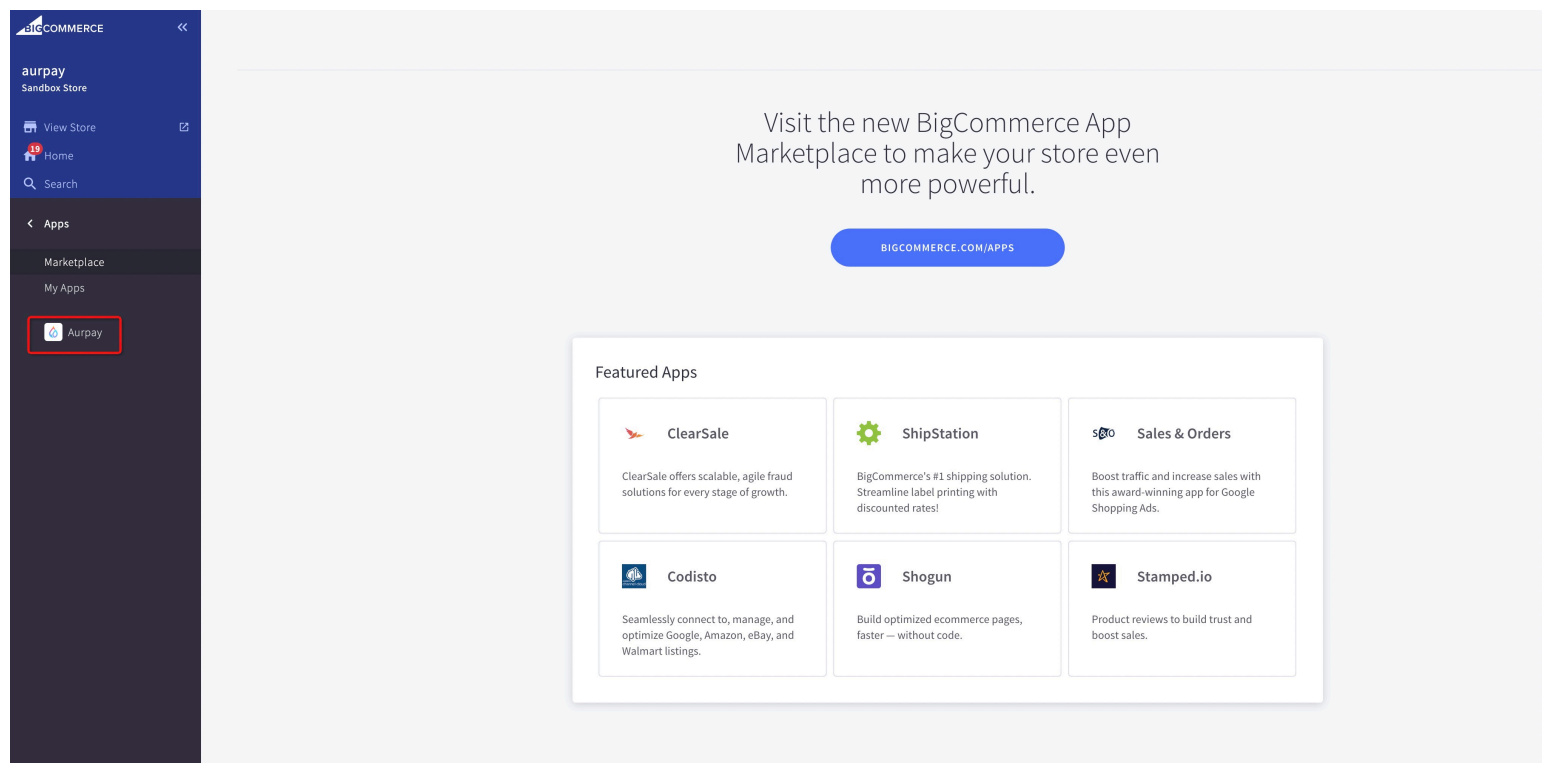 BIGCOMMERCE
aurpay
Sandbox Store
View Store
19
Home
Search
Apps
Marketplace
My Apps
Aurpay
Visit the new BigCommerce App
Marketplace to make your store even
more powerful.
BIGCOMMERCE.COM/APPS
Featured Apps
ClearSale
ClearSale offers scalable, agile fraud
solutions for every stage of growth.
ShipStation
BigCommerce's #1 shipping solution.
Streamline label printing with
discounted rates!
S&O
Sales & Orders
Boost traffic and increase sales with
this award-winning app for Google
Shopping Ads.
Codisto
Seamlessly connect to, manage, and
optimize Google, Amazon, eBay, and
Walmart listings.
Shogun
Build optimized ecommerce pages,
faster — without code.
Stamped.io
Product reviews to build trust and
boost sales.